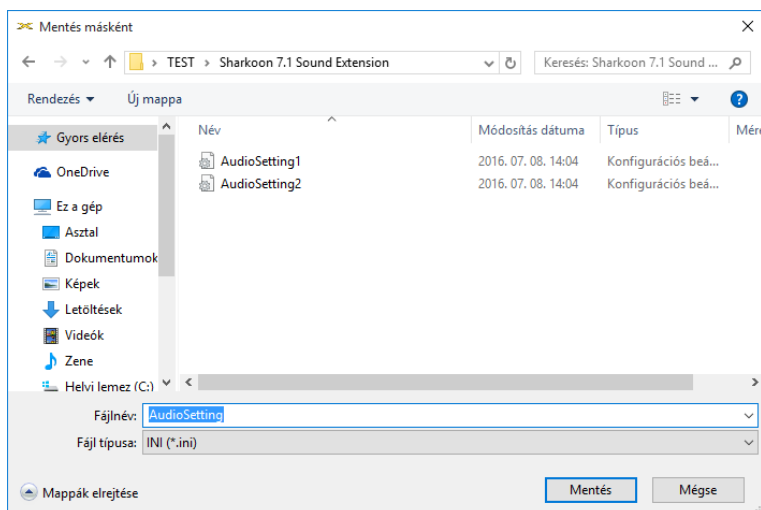 Mentés másként
TEST > Sharkoon 7.1 Sound Extension
Keresés: Sharkoon 7.1 Sound ...
Rendezés
Új mappa
Gyors elérés
OneDrive
Ez a gép
Asztal
Dokumentumok
Képek
Letöltések
Videók
Zene
Helyi lemez (C:)
Név Módosítás dátuma Típus Mére
AudioSetting1 2016. 07. 08. 14:04 Konfigurációs beá...
AudioSetting2 2016. 07. 08. 14:04 Konfigurációs beá...
Fájlnév: AudioSetting
Fájl típusa: INI (*.ini)
Mappák elrejtése
Mentés
Mégse